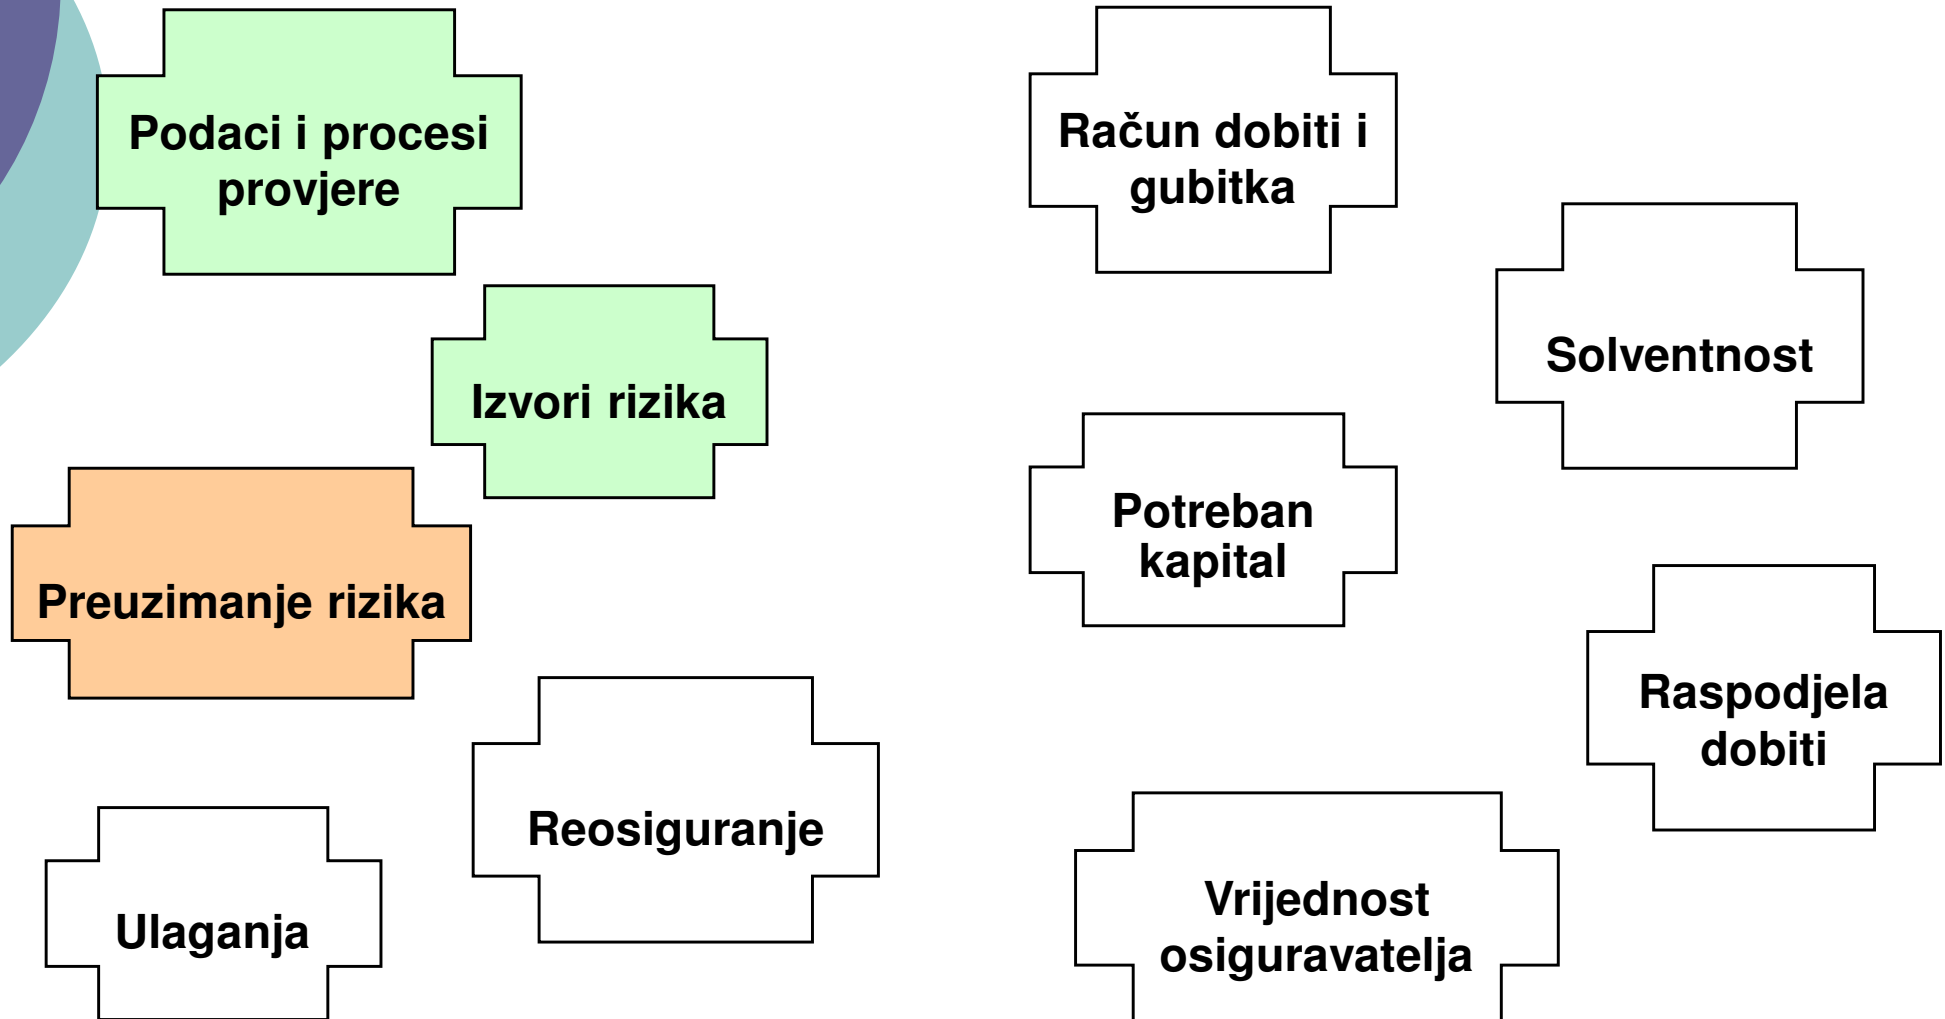 Podaci i procesi
provjere
Izvori rizika
Preuzimanje rizika
Reosiguranje
Ulaganja
Račun dobiti i
gubitka
Solventnost
Potreban
kapital
Raspodjela
dobiti
Vrijednost
osiguravatelja